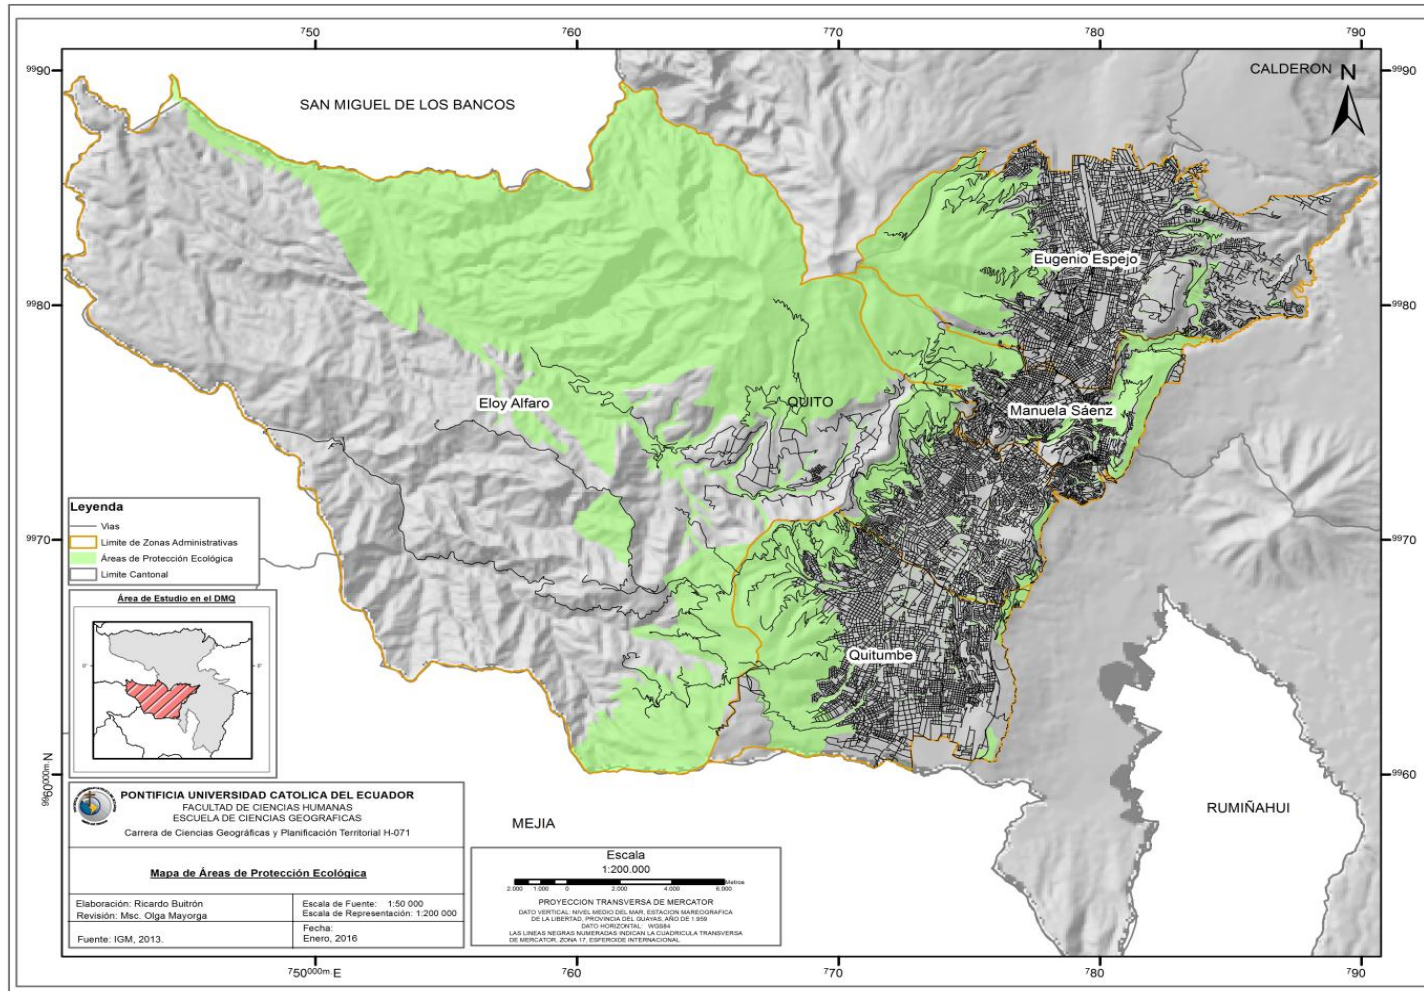 750
760
770
780
790
9990
9990
CALDERON
N
SAN MIGUEL DE LOS BANCOS
Eugenio Espejo
9980
9980
Eloy Alfaro
QUITO
Manuela Sáenz
Leyenda
Vias
Limite de Zonas Administrativas
Áreas de Protección Ecológica
Limite Cantonal
9970
9970
Área de Estudio en el DMQ
0°
0°
Quitumbe
9960000m. N
9960
RUMIÑAHUI
MEJIA
PONTIFICIA UNIVERSIDAD CATOLICA DEL ECUADOR
FACULTAD DE CIENCIAS HUMANAS
ESCUELA DE CIENCIAS GEOGRAFICAS
Carrera de Ciencias Geográficas y Planificación Territorial H-071
Mapa de Áreas de Protección Ecológica
Elaboración: Ricardo Buitrón
Revisión: Msc. Olga Mayorga
Fuente: IGM, 2013.
Escala de Fuente: 1:50 000
Escala de Representación: 1:200 000
Fecha:
Enero, 2016
Escala
1:200.000
2.000 1.000 0 2.000 4.000 6.000 Metros
PROYECCION TRANSVERSA DE MERCATOR
DATO VERTICAL: NIVEL MEDIO DEL MAR, ESTACION MAREOGRAFICA
DE LA LIBERTAD, PROVINCIA DEL GUAYAS, AÑO DE 1 959
DATO HORIZONTAL: WGS84
LAS LINEAS NEGRAS NUMERADAS INDICAN LA CUADRICULA TRANSVERSA
DE MERCATOR, ZONA 17, ESFEROIDE INTERNACIONAL
750000m. E
760
770
780
790